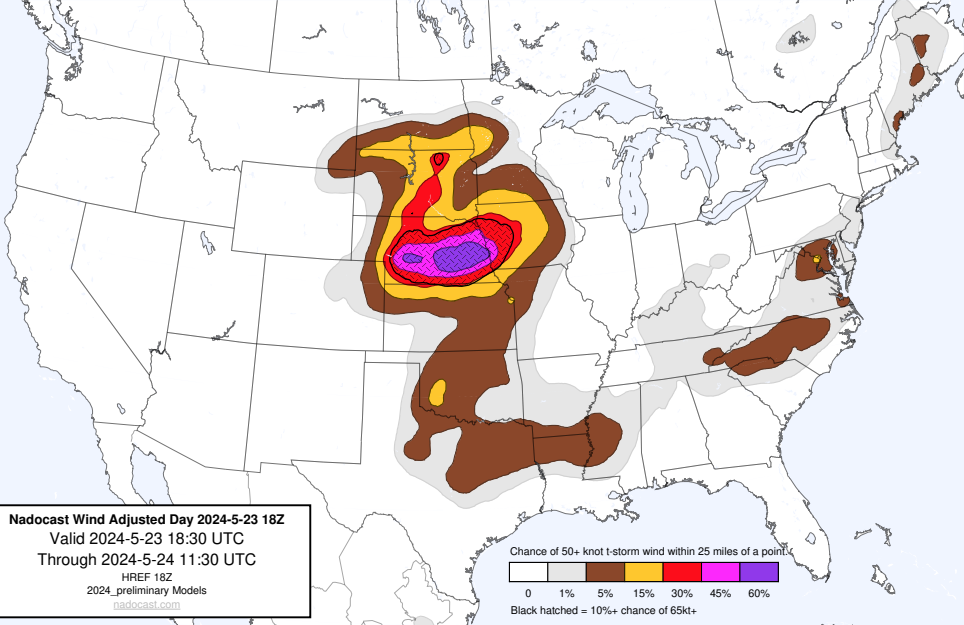 Nadocast Wind Adjusted Day 2024-5-23 18Z
Valid 2024-5-23 18:30 UTC
Through 2024-5-24 11:30 UTC
HREF 18Z
2024_preliminary Models
nadocast.com
Chance of 50+ knot t-storm wind within 25 miles of a point.
0 1% 5% 15% 30% 45% 60%
Black hatched = 10%+ chance of 65kt+